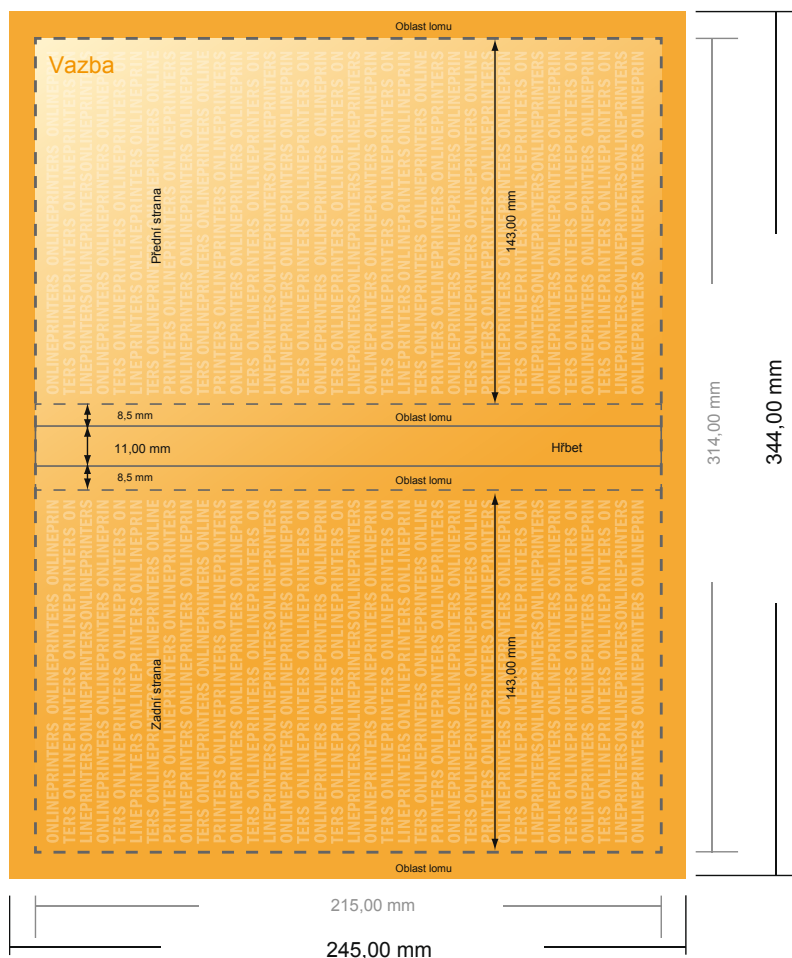 Oblast lomu
Vazba
Přední strana
143,00 mm
8,5 mm
Oblast lomu
11,00 mm
Hřbet
8,5 mm
Oblast lomu
Zadní strana
143,00 mm
Oblast lomu
314,00 mm
344,00 mm
215,00 mm
245,00 mm